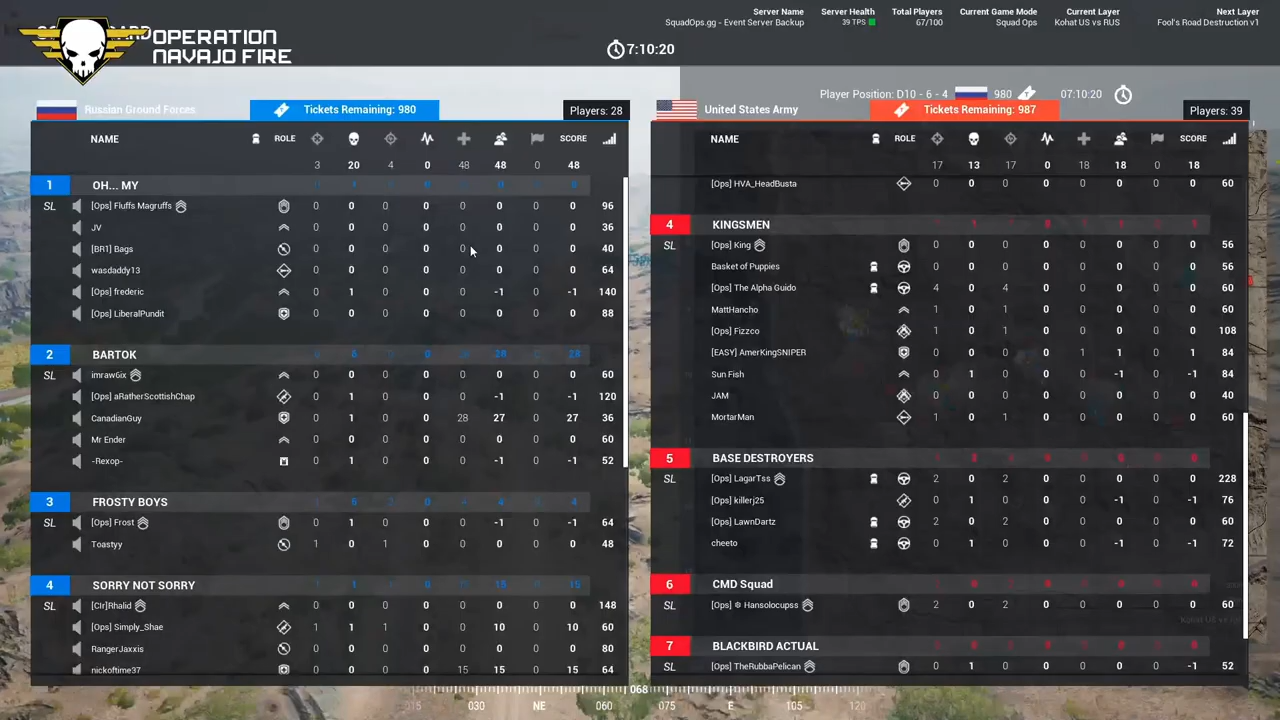 Server Name Server Health Total Players Current Game Mode Current Layer Next Layer
SquadOps.gg - Event Server Backup 39 TPS 67/100 Squad Ops Kohat US vs RUS Fool's Road Destruction v1
OPERATION
NAVAJO FIRE
7:10:20
Player Position: D10 - 6 - 4 980 07:10:20
Russian Ground Forces Tickets Remaining: 980 Players: 28
NAME ROLE SCORE
3 20 4 0 48 48 0 48
1 OH... MY
SL [Ops] Fluffs Magruffs 0 0 0 0 0 0 0 0 96
JV 0 0 0 0 0 0 0 0 36
[BR1] Bags 0 0 0 0 0 0 0 0 40
wasdaddy13 0 0 0 0 0 0 0 0 64
[Ops] frederic 0 1 0 0 0 -1 0 -1 140
[Ops] LiberalPundit 0 0 0 0 0 0 0 0 88
2 BARTOK 6 0 28 28
SL imraw6ix 0 0 0 0 0 0 0 0 60
[Ops] aRatherScottishChap 0 1 0 0 0 -1 0 -1 120
CanadianGuy 0 1 0 0 28 27 0 27 36
Mr Ender 0 0 0 0 0 0 0 0 60
-Rexop- 0 1 0 0 0 -1 0 -1 52
3 FROSTY BOYS 6 0 4 4
SL [Ops] Frost 0 1 0 0 0 -1 0 -1 64
Toastyy 1 0 1 0 0 0 0 0 48
4 SORRY NOT SORRY 1 0 15 15
SL [Clr]Rhalid 0 0 0 0 0 0 0 0 148
[Ops] Simply_Shae 1 1 1 0 0 10 0 10 60
RangerJaxxis 0 0 0 0 0 0 0 0 80
nickoftime37 0 0 0 0 15 15 0 15 64
United States Army Tickets Remaining: 987 Players: 39
NAME ROLE SCORE
17 13 17 0 18 0 18
[Ops] HVA_HeadBusta 0 0 0 0 0 0 0 0 60
4 KINGSMEN
SL [Ops] King 0 0 0 0 0 0 0 0 56
Basket of Puppies 0 0 0 0 0 0 0 0 56
[Ops] The Alpha Guido 4 0 4 0 0 0 0 0 60
MattHancho 1 0 1 0 0 0 0 0 60
[Ops] Fizzco 1 0 1 0 0 0 0 0 108
[EASY] AmerKingSNIPER 0 0 0 0 1 1 0 1 84
Sun Fish 0 1 0 0 0 -1 0 -1 84
JAM 0 0 0 0 0 0 0 0 40
MortarMan 1 0 1 0 0 0 0 0 60
5 BASE DESTROYERS
SL [Ops] LagarTss 2 0 2 0 0 0 0 0 228
[Ops] killerj25 0 1 0 0 0 -1 0 -1 76
[Ops] LawnDartz 2 0 2 0 0 0 0 0 60
cheeto 0 1 0 0 0 -1 0 -1 72
6 CMD Squad
SL [Ops] ❄ Hansolocupss 2 0 2 0 0 0 0 0 60
7 BLACKBIRD ACTUAL
SL [Ops] TheRubbaPelican 0 1 0 0 0 -1 0 -1 52
015 030 NE 060 068 075 E 105 120